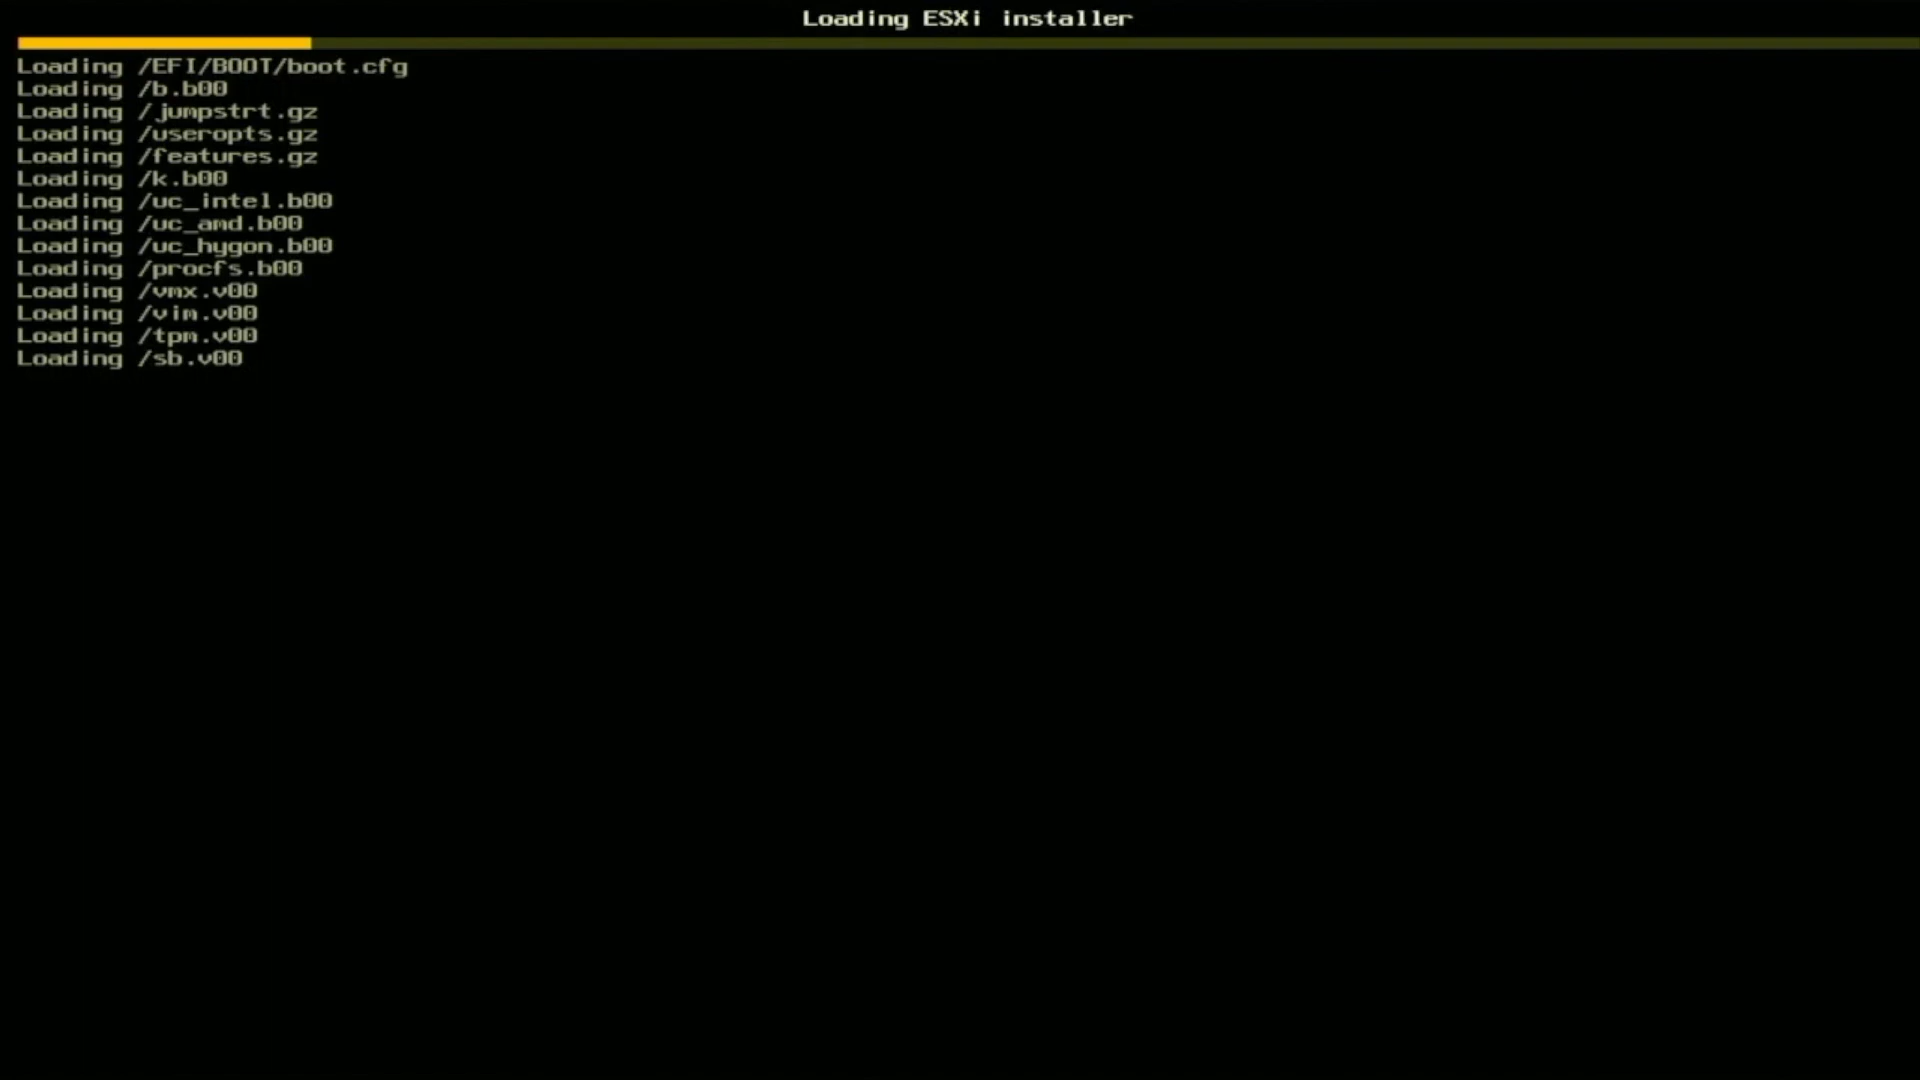 Loading ESXi installer
Loading /EFI/BOOT/boot.cfg
Loading /b.b00
Loading /jumpstrt.gz
Loading /useropts.gz
Loading /features.gz
Loading /k.b00
Loading /uc_intel.b00
Loading /uc_amd.b00
Loading /uc_hygon.b00
Loading /procfs.b00
Loading /vmx.v00
Loading /vim.v00
Loading /tpm.v00
Loading /sb.v00